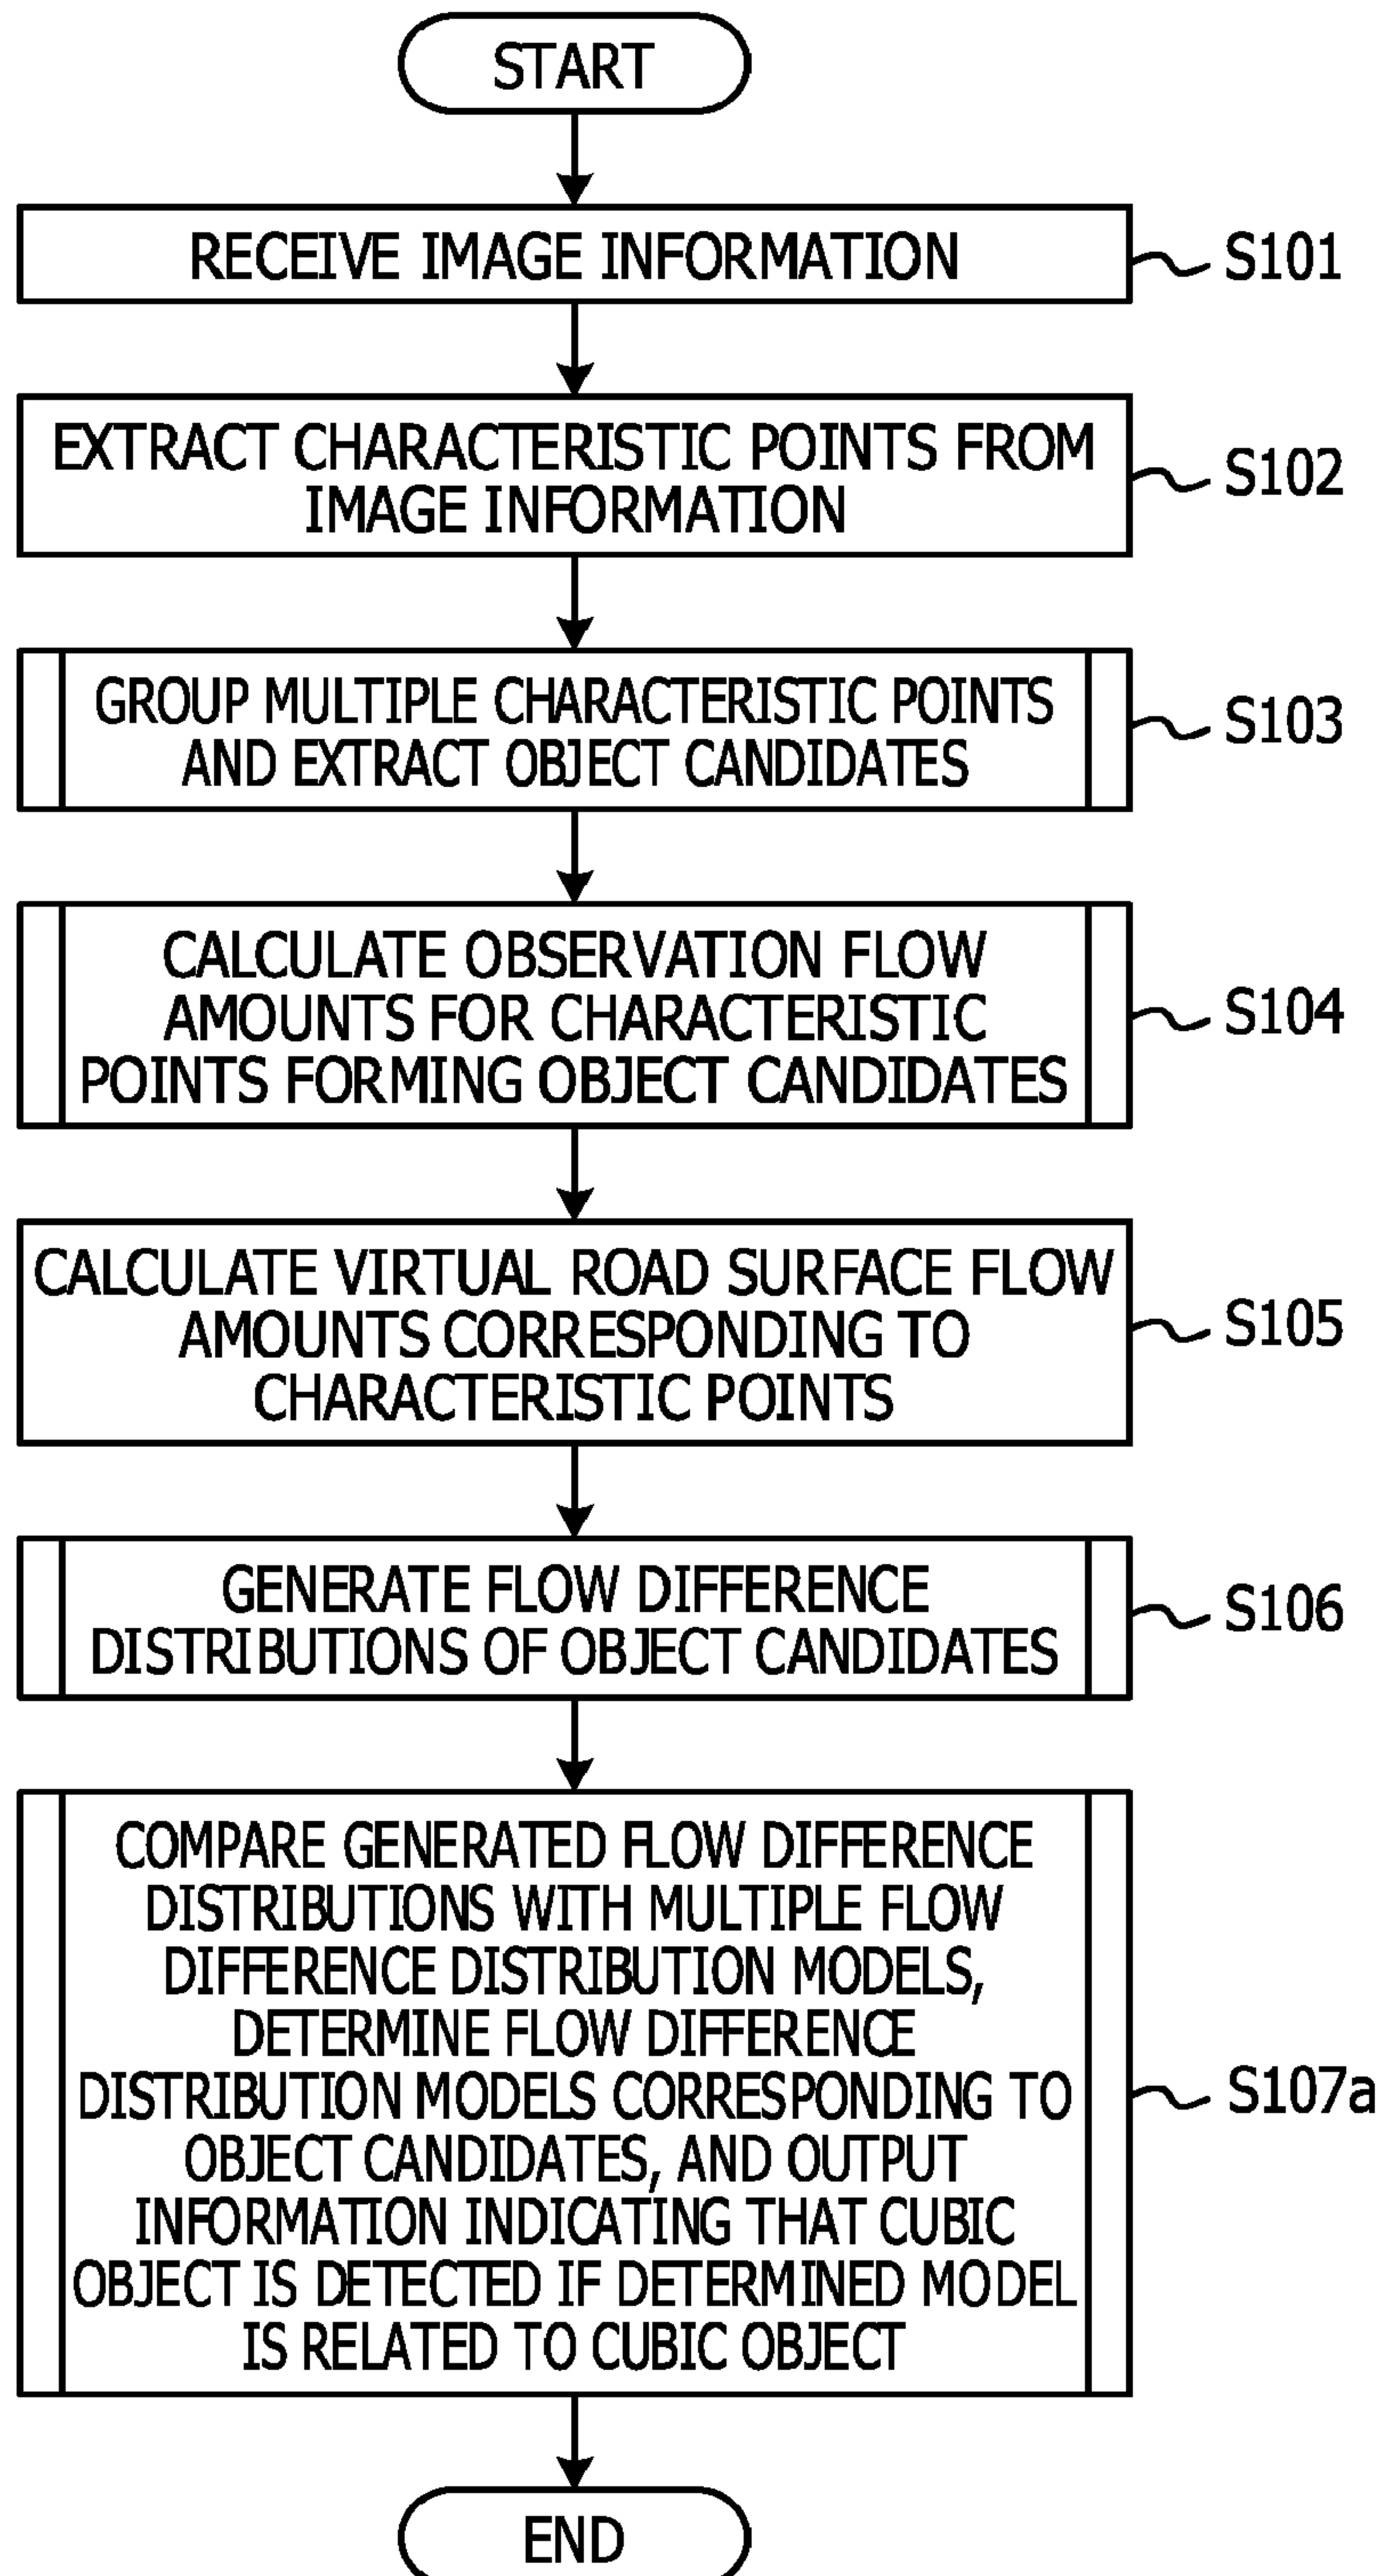 START
RECEIVE IMAGE INFORMATION
S101
EXTRACT CHARACTERISTIC POINTS FROM
IMAGE INFORMATION
S102
GROUP MULTIPLE CHARACTERISTIC POINTS
AND EXTRACT OBJECT CANDIDATES
S103
CALCULATE OBSERVATION FLOW
AMOUNTS FOR CHARACTERISTIC
POINTS FORMING OBJECT CANDIDATES
S104
CALCULATE VIRTUAL ROAD SURFACE FLOW
AMOUNTS CORRESPONDING TO
CHARACTERISTIC POINTS
S105
GENERATE FLOW DIFFERENCE
DISTRIBUTIONS OF OBJECT CANDIDATES
S106
COMPARE GENERATED FLOW DIFFERENCE
DISTRIBUTIONS WITH MULTIPLE FLOW
DIFFERENCE DISTRIBUTION MODELS,
DETERMINE FLOW DIFFERENCE
DISTRIBUTION MODELS CORRESPONDING TO
OBJECT CANDIDATES, AND OUTPUT
INFORMATION INDICATING THAT CUBIC
OBJECT IS DETECTED IF DETERMINED MODEL
IS RELATED TO CUBIC OBJECT
S107a
END